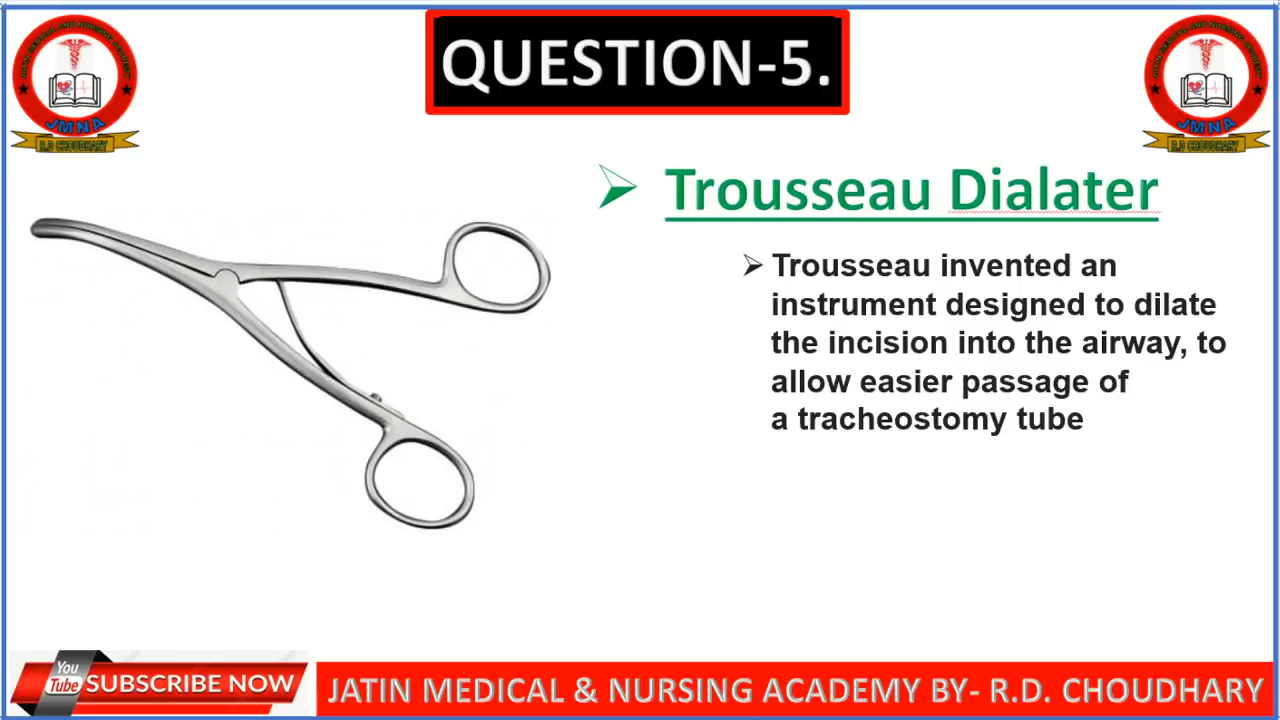 QUESTION-5.
JMNA
R.D CHOUDHARY
JMNA
R.D CHOUDHARY
Trousseau Dialater
Trousseau invented an
instrument designed to dilate
the incision into the airway, to
allow easier passage of
a tracheostomy tube
You
Tube
SUBSCRIBE NOW
JATIN MEDICAL & NURSING ACADEMY BY- R.D. CHOUDHARY